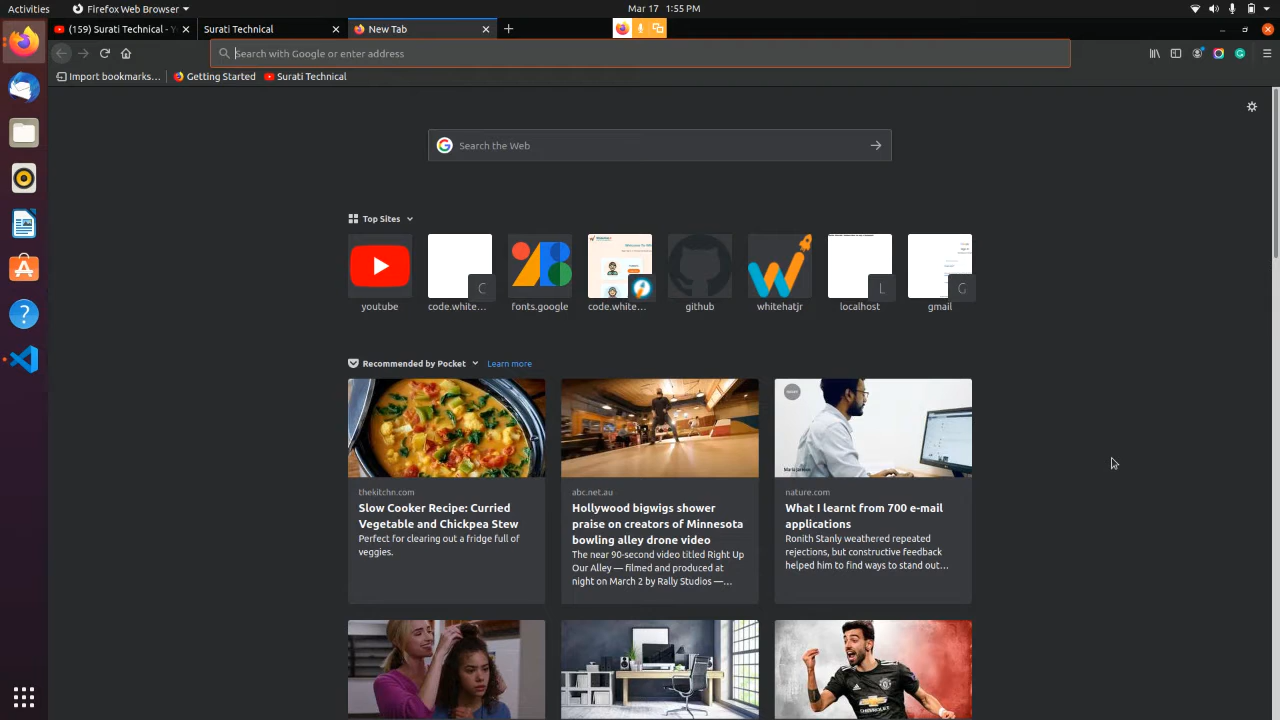 Activities
Firefox Web Browser
Mar 17 1:55 PM
(159) Surati Technical - Y
Surati Technical
New Tab
Search with Google or enter address
Import bookmarks…
Getting Started
Surati Technical
Search the Web
Top Sites
C
L
G
youtube
code.white…
fonts.google
code.white…
github
whitehatjr
localhost
gmail
Recommended by Pocket
Learn more
nature
thekitchn.com
Slow Cooker Recipe: Curried
Vegetable and Chickpea Stew
Perfect for clearing out a fridge full of
veggies.
abc.net.au
Hollywood bigwigs shower
praise on creators of Minnesota
bowling alley drone video
The near 90-second video titled Right Up
Our Alley — filmed and produced at
night on March 2 by Rally Studios —…
nature.com
What I learnt from 700 e-mail
applications
Ronith Stanly weathered repeated
rejections, but constructive feedback
helped him to find ways to stand out…
CHEVROLET